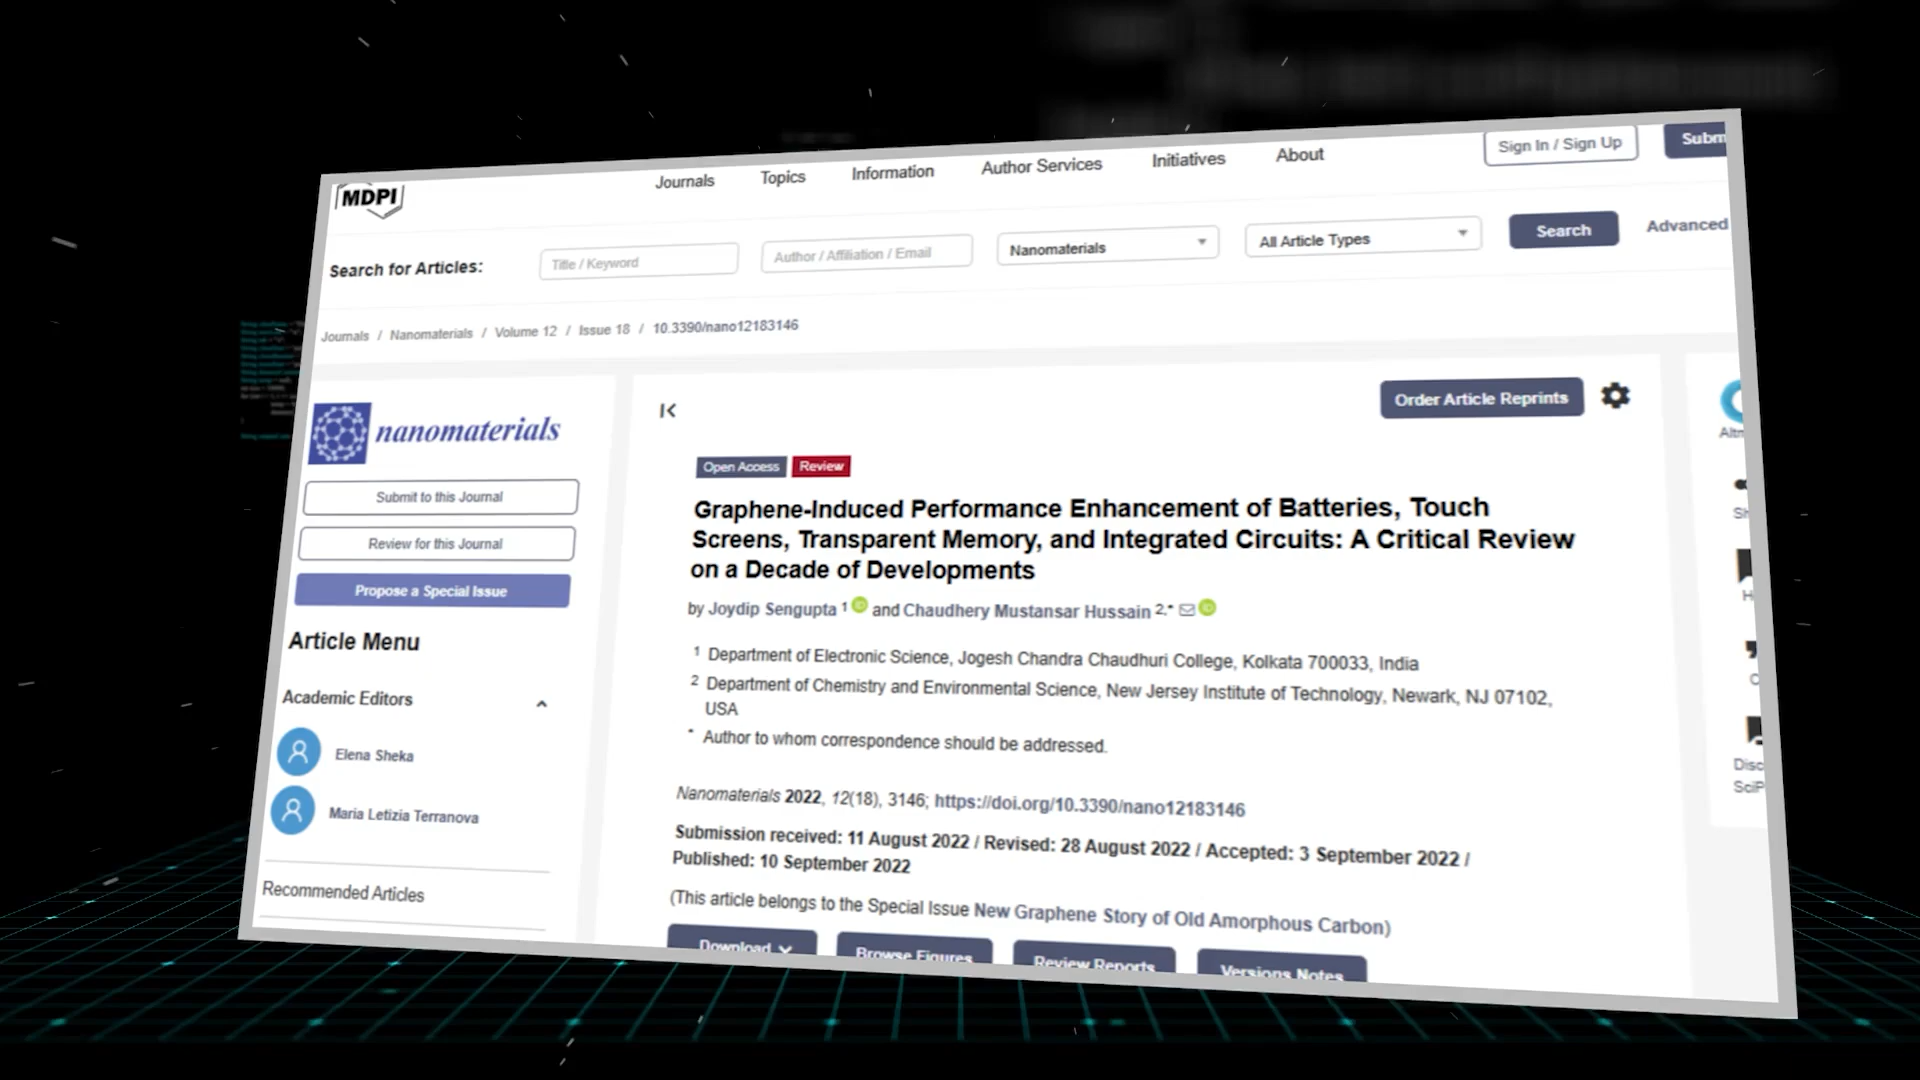 MDPI
Journals
Topics
Information
Author Services
Initiatives
About
Sign In / Sign Up
Search for Articles:
Title / Keyword
Author / Affiliation / Email
Nanomaterials
All Article Types
Search
Advanced
Journals / Nanomaterials / Volume 12 / Issue 18 / 10.3390/nano12183146
nanomaterials
Submit to this Journal
Review for this Journal
Propose a Special Issue
Article Menu
Academic Editors
Elena Sheka
Maria Letizia Terranova
Recommended Articles
Order Article Reprints
Open Access Review
Graphene-Induced Performance Enhancement of Batteries, Touch
Screens, Transparent Memory, and Integrated Circuits: A Critical Review
on a Decade of Developments
by Joydip Sengupta 1 and Chaudhery Mustansar Hussain 2,*
1 Department of Electronic Science, Jogesh Chandra Chaudhuri College, Kolkata 700033, India
2 Department of Chemistry and Environmental Science, New Jersey Institute of Technology, Newark, NJ 07102,
USA
* Author to whom correspondence should be addressed.
Nanomaterials 2022, 12(18), 3146; https://doi.org/10.3390/nano12183146
Submission received: 11 August 2022 / Revised: 28 August 2022 / Accepted: 3 September 2022 /
Published: 10 September 2022
(This article belongs to the Special Issue New Graphene Story of Old Amorphous Carbon)
Download
Browse Figures
Review Reports
Versions Notes